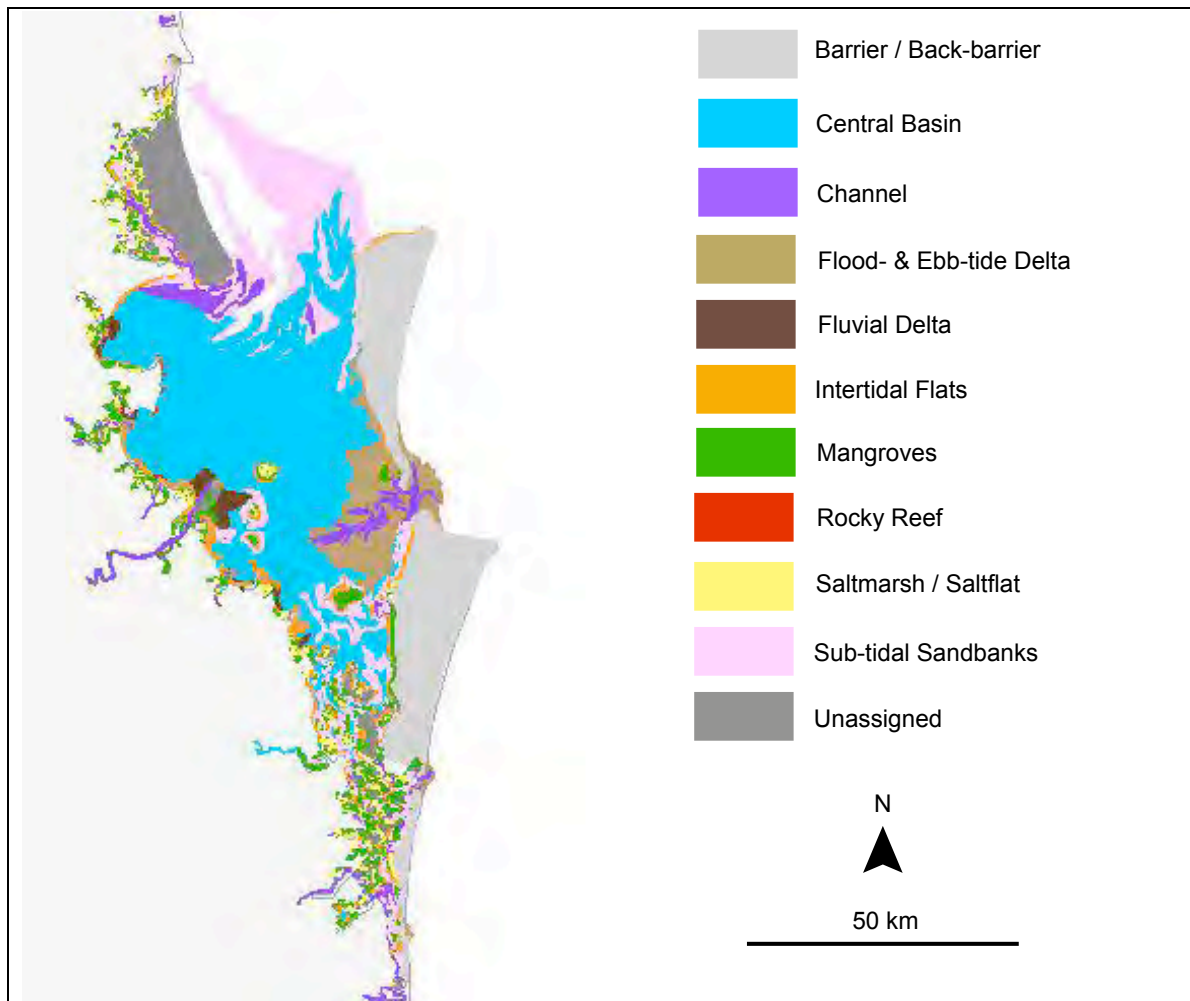 Barrier / Back-barrier
Central Basin
Channel
Flood- & Ebb-tide Delta
Fluvial Delta
Intertidal Flats
Mangroves
Rocky Reef
Saltmarsh / Saltflat
Sub-tidal Sandbanks
Unassigned
N
50 km